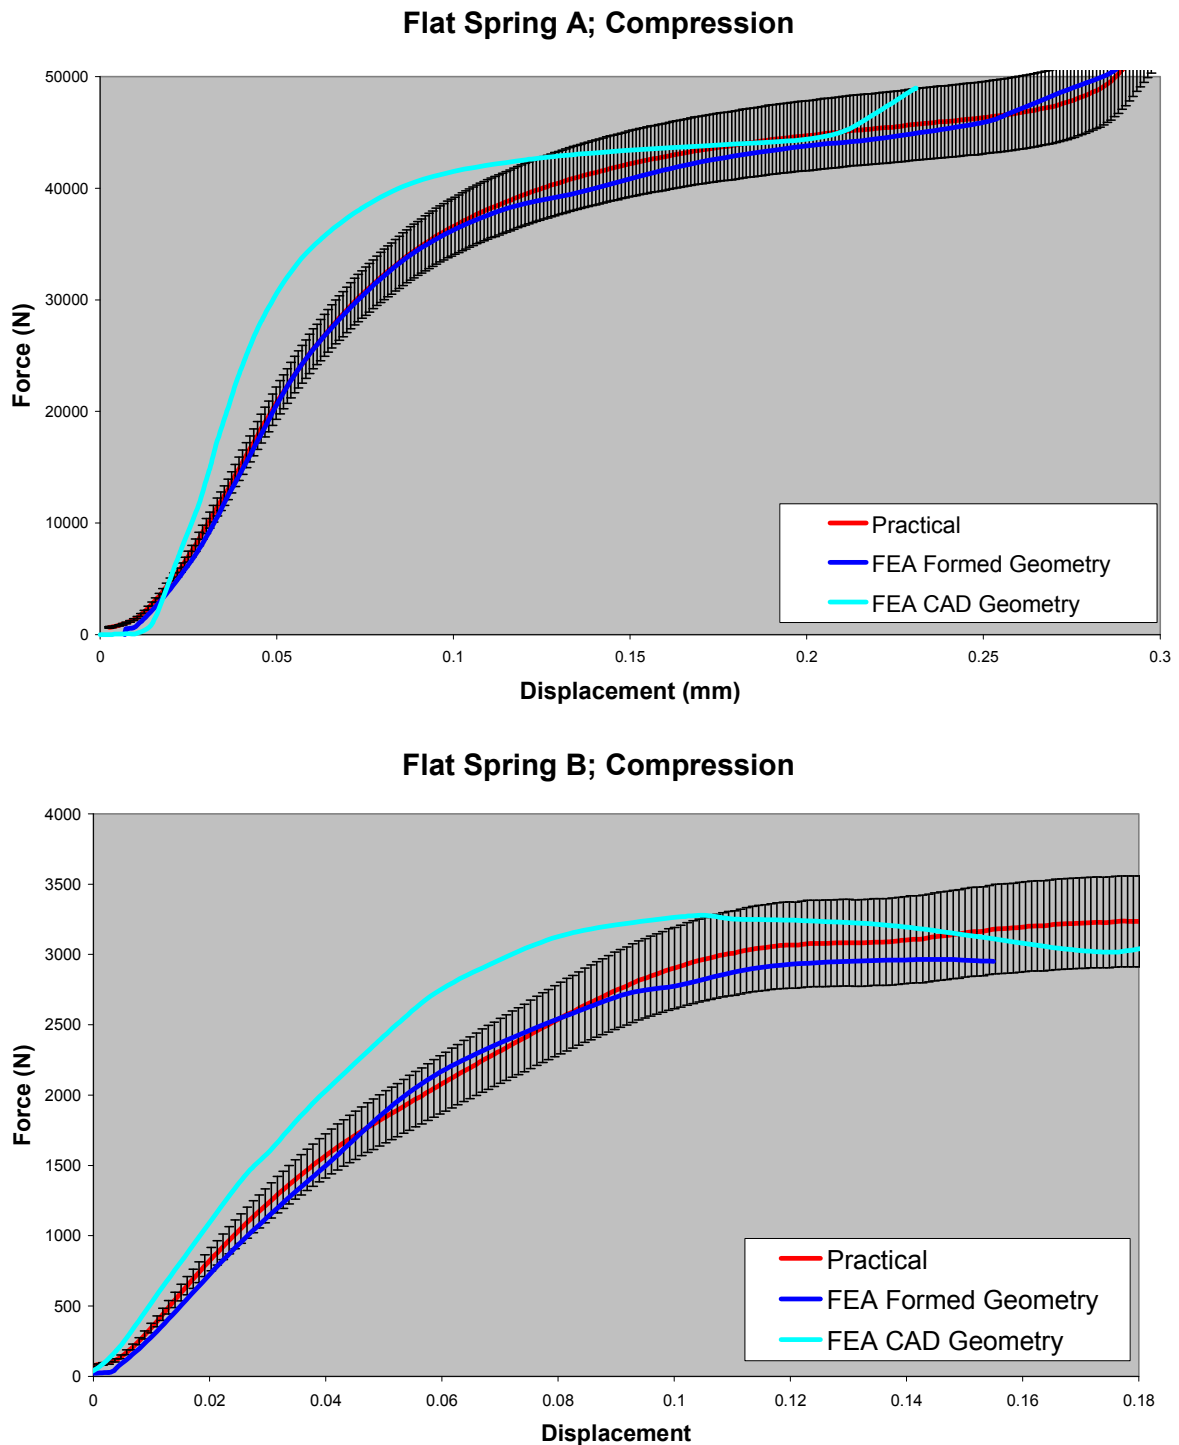 Flat Spring A; Compression
50000
40000
30000
20000
10000
0
Force (N)
0 0.05 0.1 0.15 0.2 0.25 0.3
Displacement (mm)
Practical
FEA Formed Geometry
FEA CAD Geometry
Flat Spring B; Compression
4000
3500
3000
2500
2000
1500
1000
500
0
Force (N)
0 0.02 0.04 0.06 0.08 0.1 0.12 0.14 0.16 0.18
Displacement
Practical
FEA Formed Geometry
FEA CAD Geometry